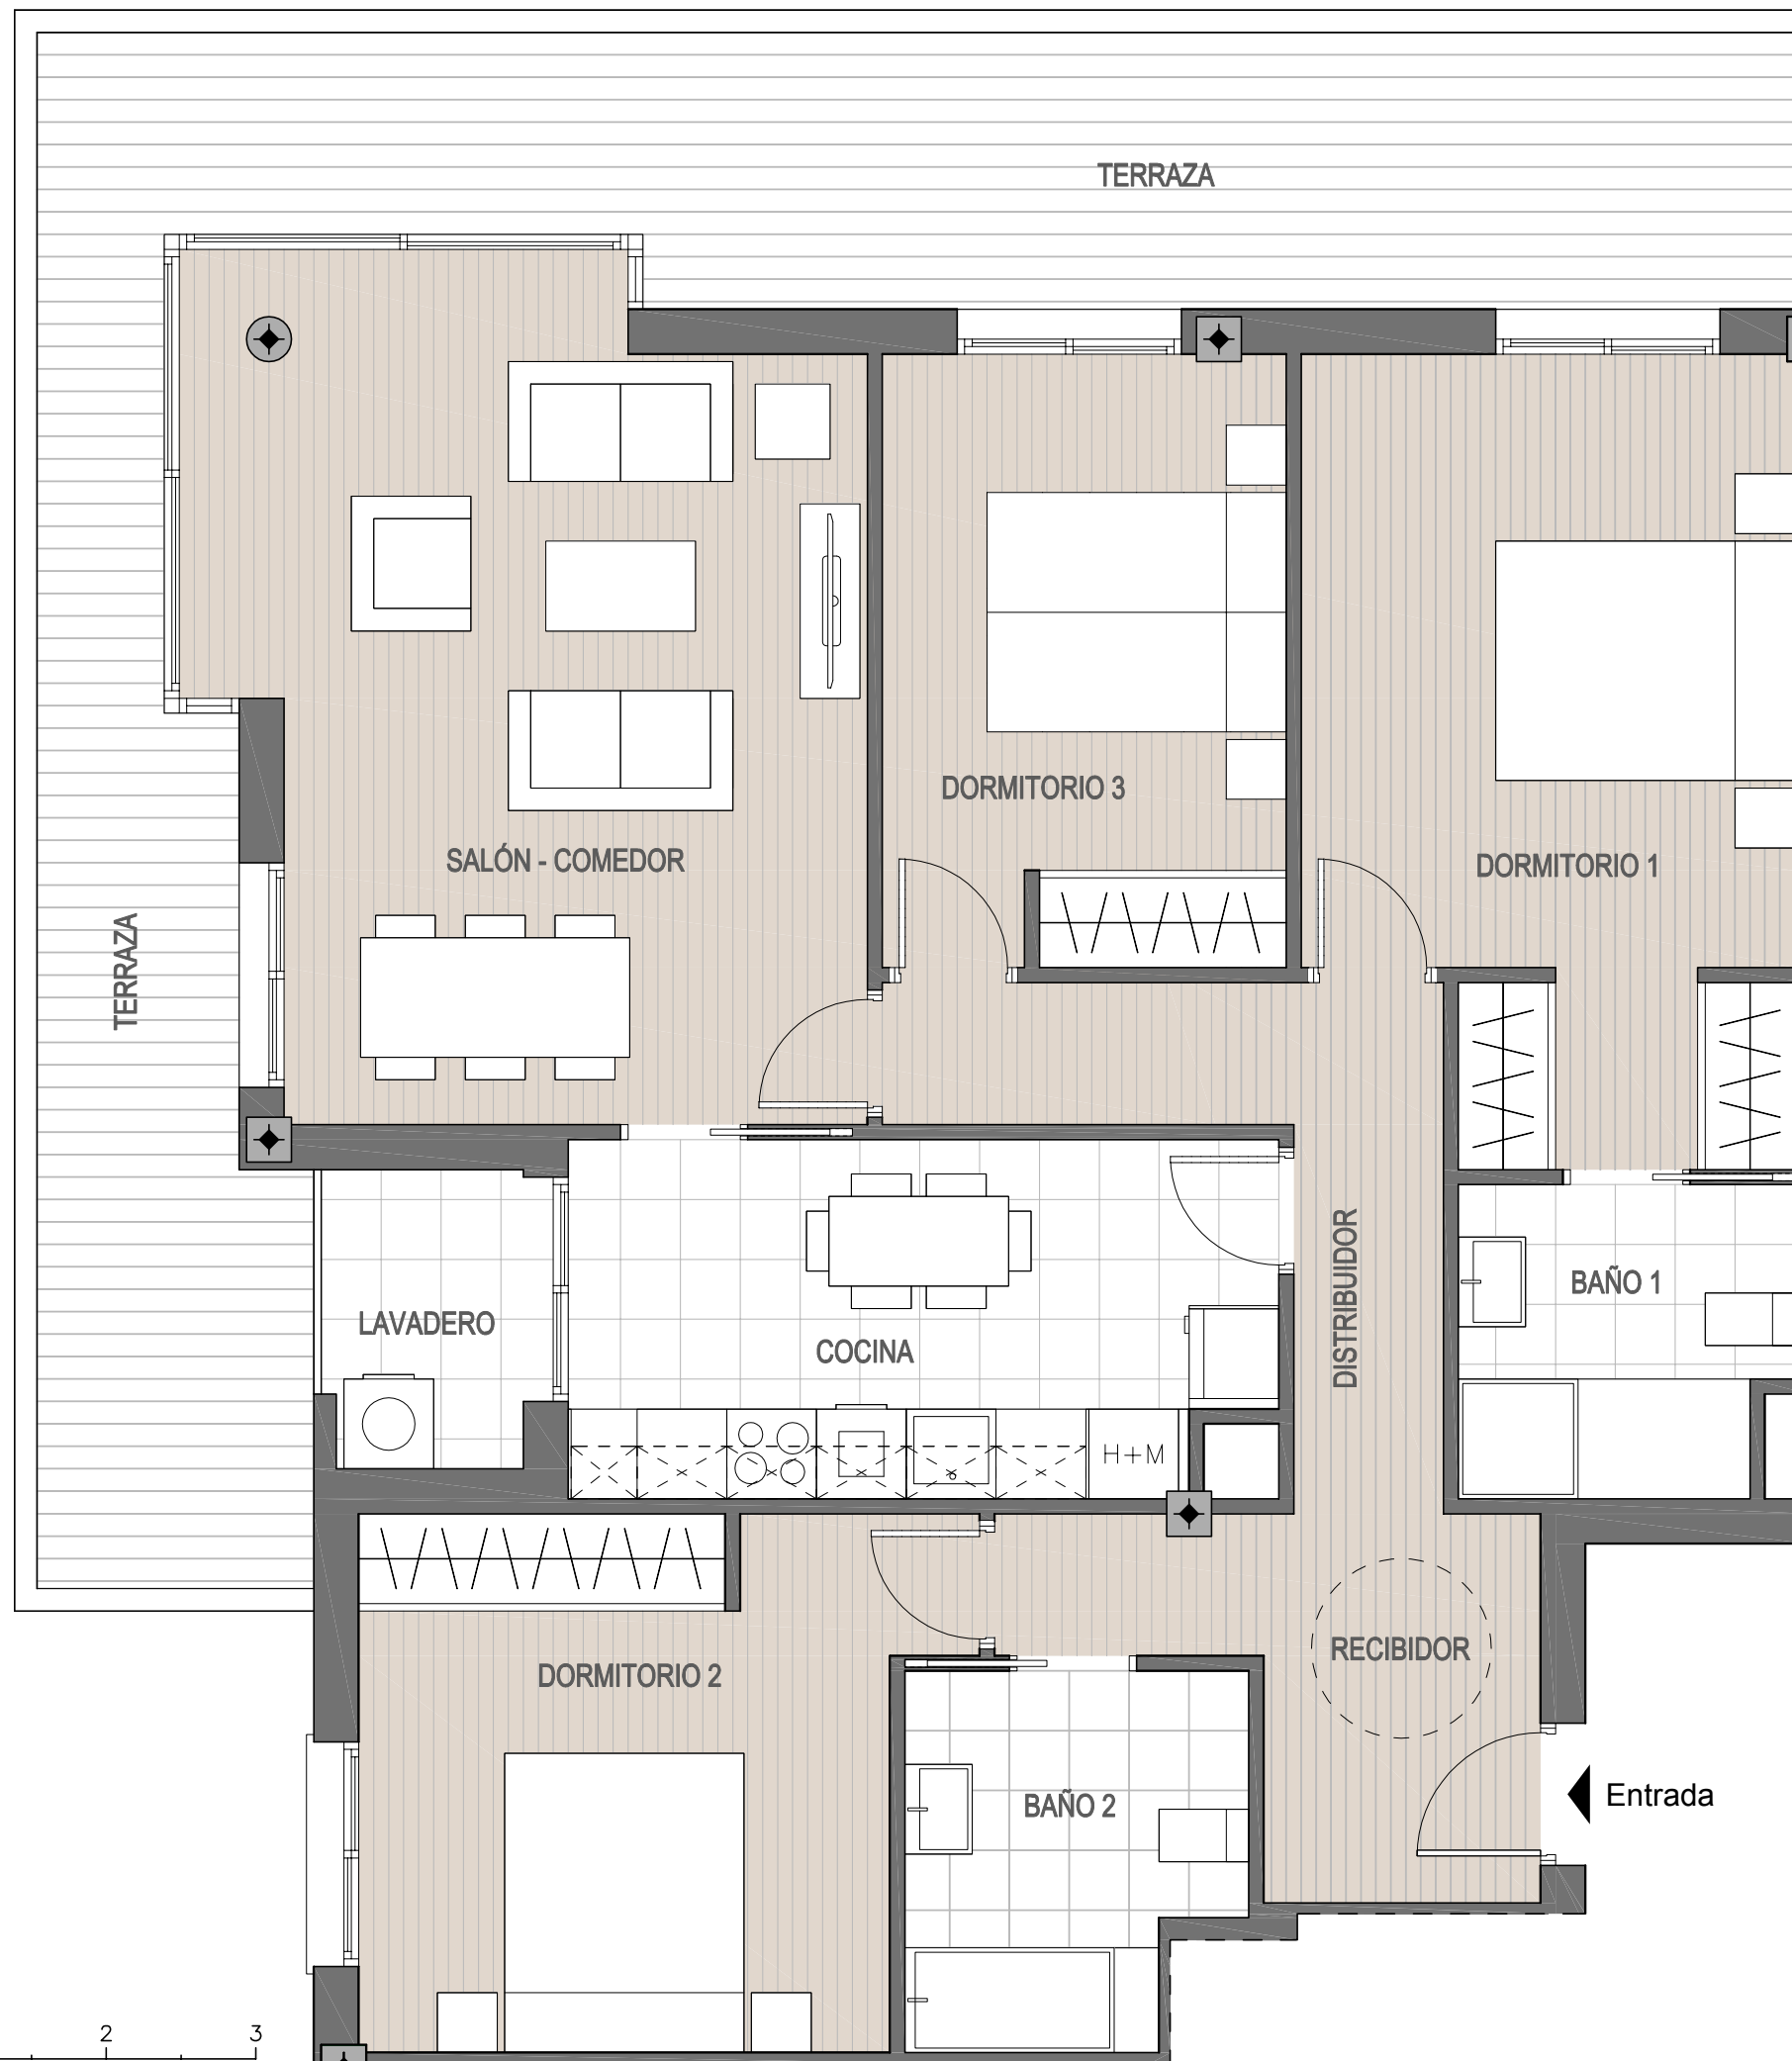 TERRAZA
DORMITORIO 3
SALÓN - COMEDOR
DORMITORIO 1
TERRAZA
DISTRIBUIDOR
BAÑO 1
LAVADERO
COCINA
H+M
RECIBIDOR
DORMITORIO 2
Entrada
BAÑO 2
2 3